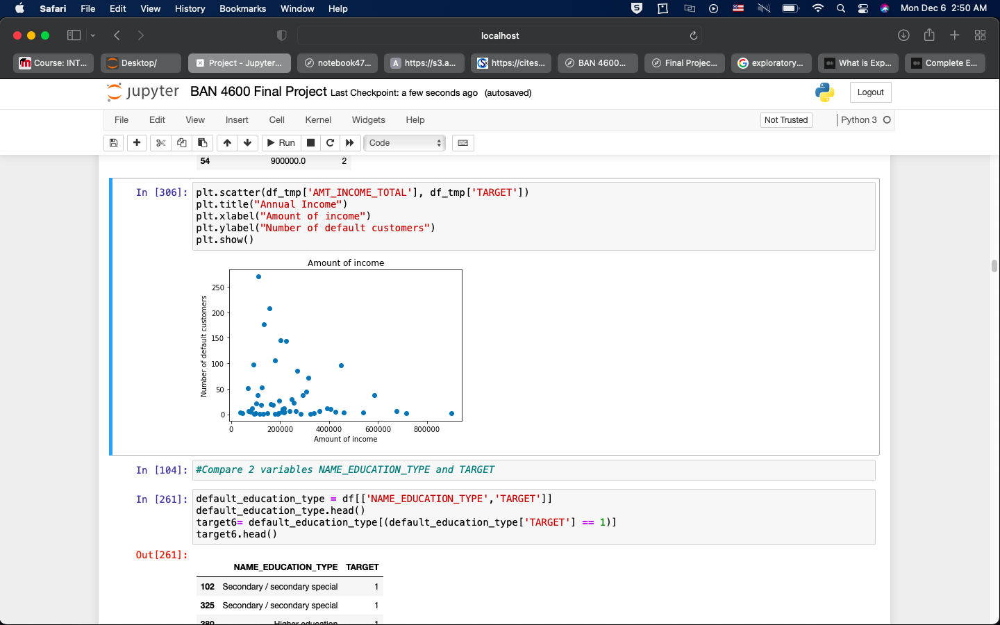 Safari File Edit View History Bookmarks Window Help S Mon Dec 6 2:50 AM
localhost
Course: INT... Desktop/ Project - Jupyter... notebook47... A https://s3.a... https://cites... BAN 4600... Final Projec... G exploratory... What is Exp... Complete E...
jupyter BAN 4600 Final Project Last Checkpoint: a few seconds ago (autosaved) Logout
File Edit View Insert Cell Kernel Widgets Help Not Trusted Python 3
Run Code
54 900000.0 2
In [306]: plt.scatter(df_tmp['AMT_INCOME_TOTAL'], df_tmp['TARGET'])
plt.title("Annual Income")
plt.xlabel("Amount of income")
plt.ylabel("Number of default customers")
plt.show()
Amount of income
250
200
150
100
50
0
Number of default customers
0 200000 400000 600000 800000
Amount of income
In [104]: #Compare 2 variables NAME_EDUCATION_TYPE and TARGET
In [261]: default_education_type = df[['NAME_EDUCATION_TYPE','TARGET']]
default_education_type.head()
target6= default_education_type[(default_education_type['TARGET'] == 1)]
target6.head()
Out[261]:
NAME_EDUCATION_TYPE TARGET
102 Secondary / secondary special 1
325 Secondary / secondary special 1
380 Higher education 1